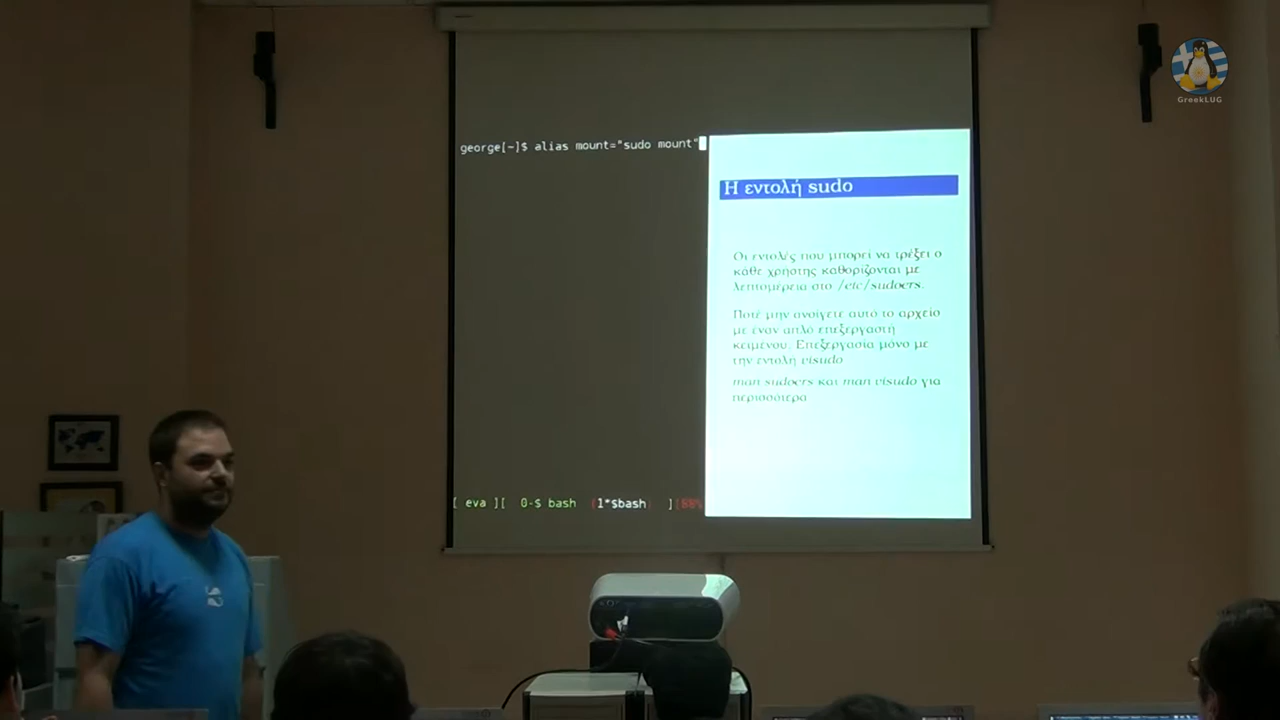 GreekLUG
george[~]$ alias mount="sudo mount"
Η εντολή sudo
Οι εντολές που μπορεί να τρέξει ο
κάθε χρήστης καθορίζονται με
λεπτομέρεια στο /etc/sudoers.
Ποτέ μην ανοίγετε αυτό το αρχείο
με έναν απλό επεξεργαστή
κειμένου. Επεξεργασία μόνο με
την εντολή visudo
man sudoers και man visudo για
περισσότερα
[ eva ][ 0-$ bash (1*$bash) ][